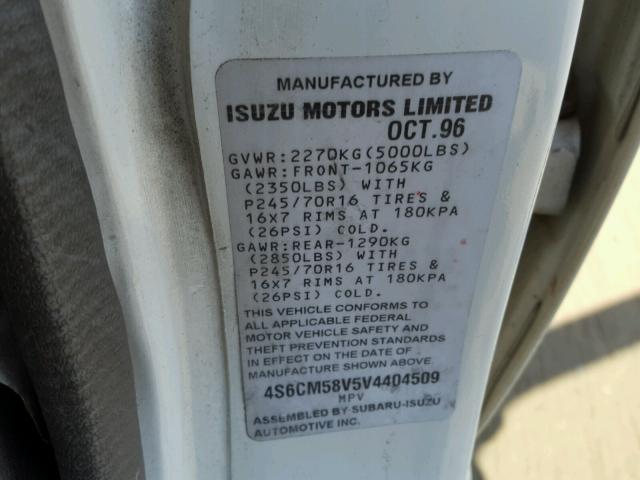 MANUFACTURED BY
ISUZU MOTORS LIMITED
OCT.96
GVWR:2270KG(5000LBS)
GAWR:FRONT-1065KG
(2350LBS) WITH
P245/70R16 TIRES &
16X7 RIMS AT 180KPA
(26PSI) COLD.
GAWR:REAR-1290KG
(2850LBS) WITH
P245/70R16 TIRES &
16X7 RIMS AT 180KPA
(26PSI) COLD.
THIS VEHICLE CONFORMS TO
ALL APPLICABLE FEDERAL
MOTOR VEHICLE SAFETY AND
THEFT PREVENTION STANDARDS
IN EFFECT ON THE DATE OF
MANUFACTURE SHOWN ABOVE
4S6CM58V5V4404509
MPV
ASSEMBLED BY SUBARU-ISUZU
AUTOMOTIVE INC.